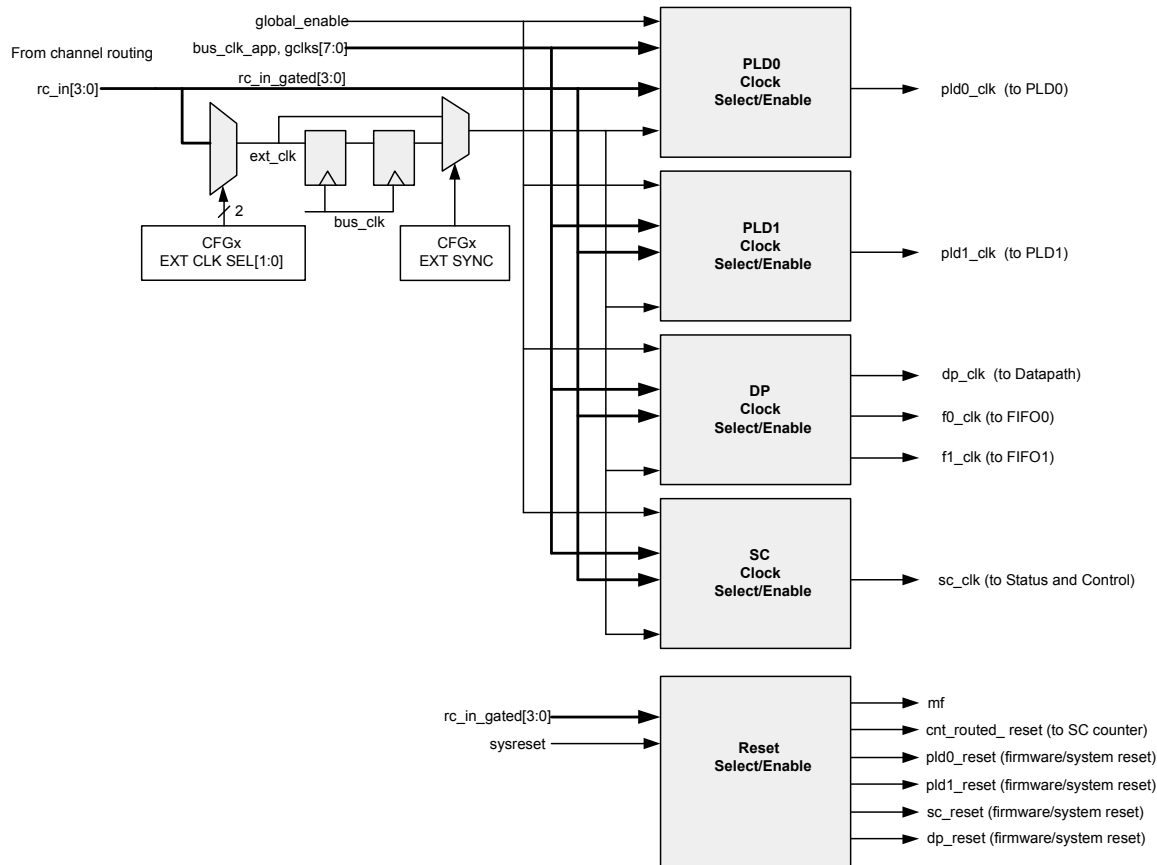 global_enable
bus_clk_app, gclks[7:0]
From channel routing
rc_in[3:0]
rc_in_gated[3:0]
ext_clk
bus_clk
2
CFGx
EXT CLK SEL[1:0]
CFGx
EXT SYNC
PLD0
Clock
Select/Enable
pld0_clk (to PLD0)
PLD1
Clock
Select/Enable
pld1_clk (to PLD1)
DP
Clock
Select/Enable
dp_clk (to Datapath)
f0_clk (to FIFO0)
f1_clk (to FIFO1)
SC
Clock
Select/Enable
sc_clk (to Status and Control)
rc_in_gated[3:0]
sysreset
Reset
Select/Enable
mf
cnt_routed_ reset (to SC counter)
pld0_reset (firmware/system reset)
pld1_reset (firmware/system reset)
sc_reset (firmware/system reset)
dp_reset (firmware/system reset)